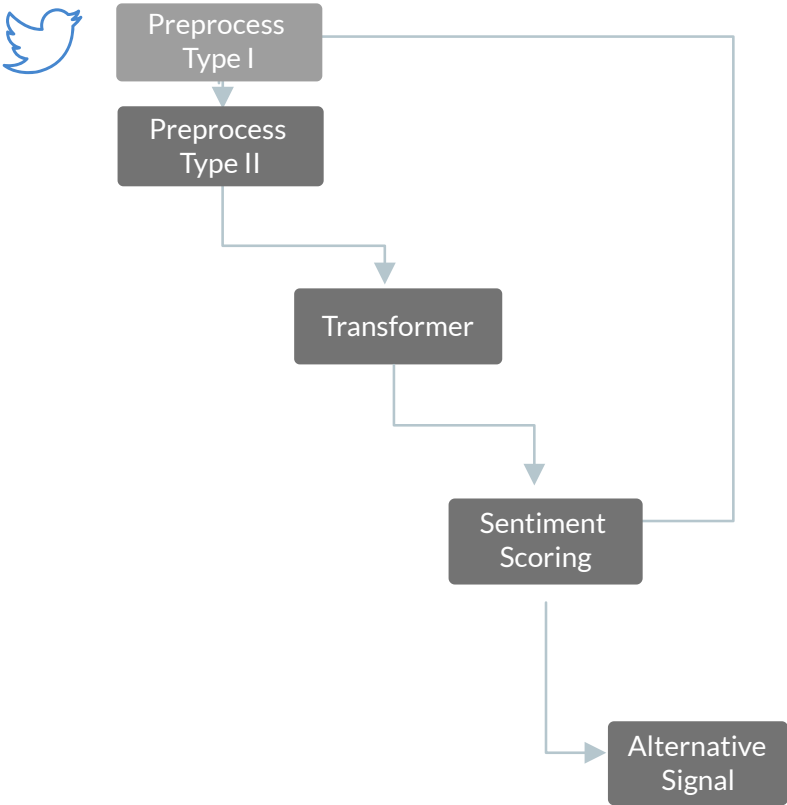 Preprocess
Type I
Preprocess
Type II
Transformer
Sentiment
Scoring
Alternative
Signal